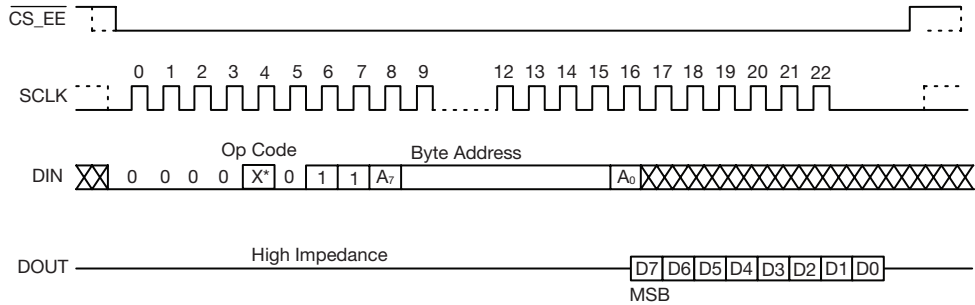 CS_EE
0 1 2 3 4 5 6 7 8 9 12 13 14 15 16 17 18 19 20 21 22
SCLK
Op Code Byte Address
DIN 0 0 0 0 X* 0 1 1 A7 A0
High Impedance
DOUT D7 D6 D5 D4 D3 D2 D1 D0
MSB